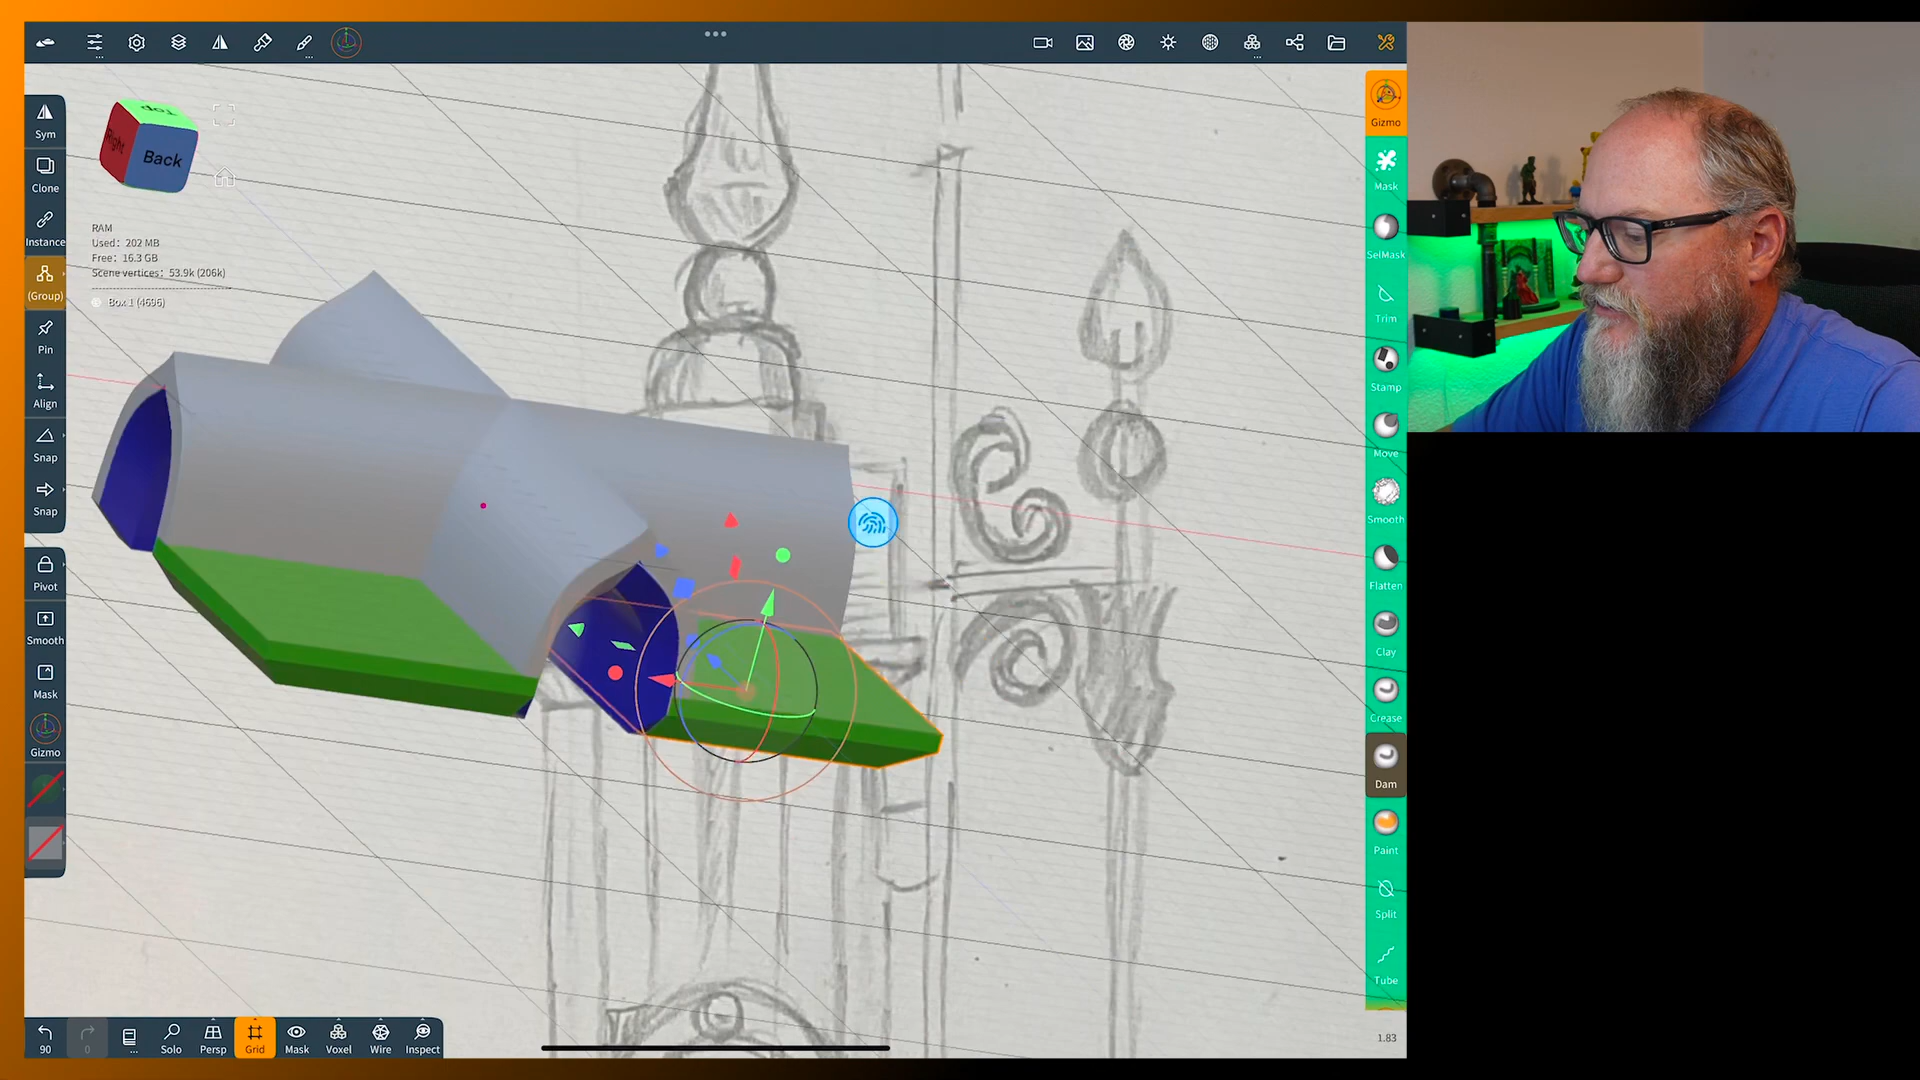 Sym
Clone
Instance
(Group)
Pin
Align
Snap
Snap
Pivot
Smooth
Mask
Gizmo
Top
Right
Back
RAM
Used: 202 MB
Free: 16.3 GB
Scene vertices: 53.9k (206k)
Box 1 (4696)
Gizmo
Mask
SelMask
Trim
Stamp
Move
Smooth
Flatten
Clay
Crease
Dam
Paint
Split
Tube
1.83
90
0
Solo
Persp
Grid
Mask
Voxel
Wire
Inspect